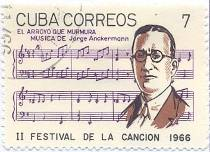 CUBA CORREOS 7
EL ARROYO QUE MURMURA
MUSICA DE Jorge Anckermann
II FESTIVAL DE LA CANCION 1966